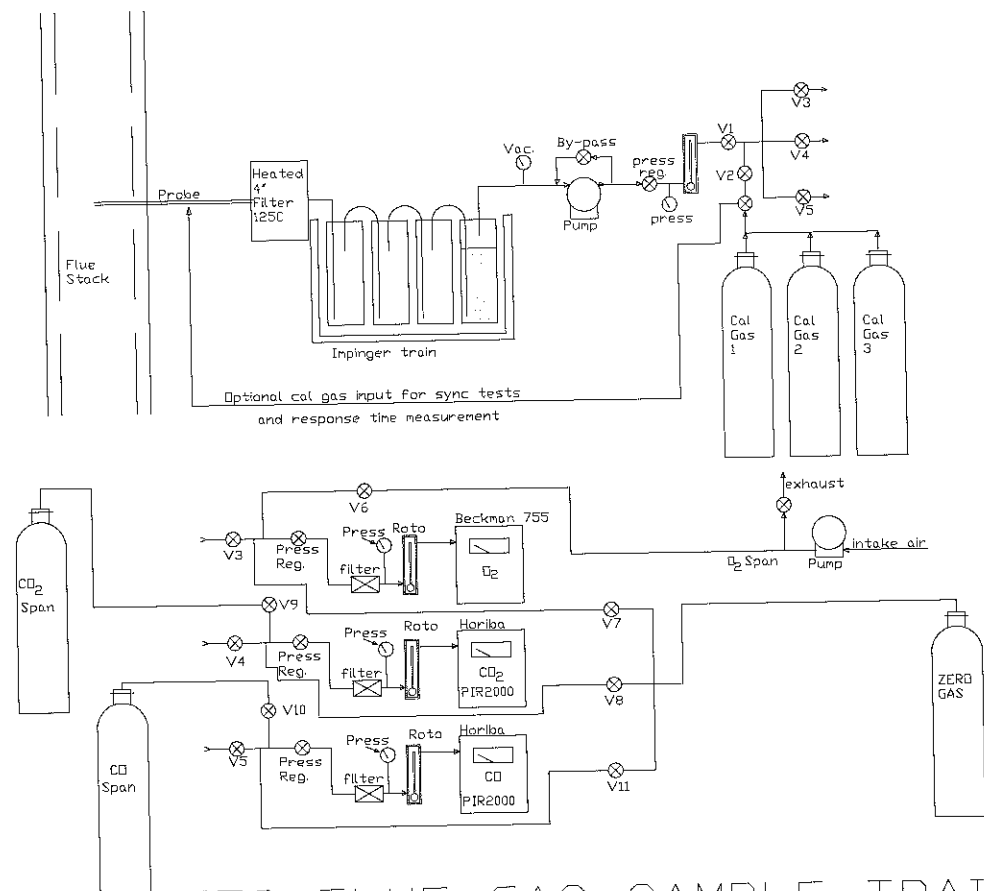 Flue
Stack
Probe
Heated
4"
Filter
125C
Impinger train
Vac.
By-pass
Pump
press
reg.
press
V1
V2
V3
V4
V5
Cal
Gas
1
Cal
Gas
2
Cal
Gas
3
Optional cal gas input for sync tests
and response time measurement
exhaust
intake air
Pump
O2 Span
V6
V3
Press
Reg.
Press
filter
Roto
Beckman 755
O2
CO2
Span
V9
V7
V4
Press
Reg.
Press
filter
Roto
Horiba
CO2
PIR2000
V8
ZERO
GAS
V10
CO
Span
V5
Press
Reg.
Press
filter
Roto
Horiba
CO
PIR2000
V11
FLUE GAS SAMPLE TRAI